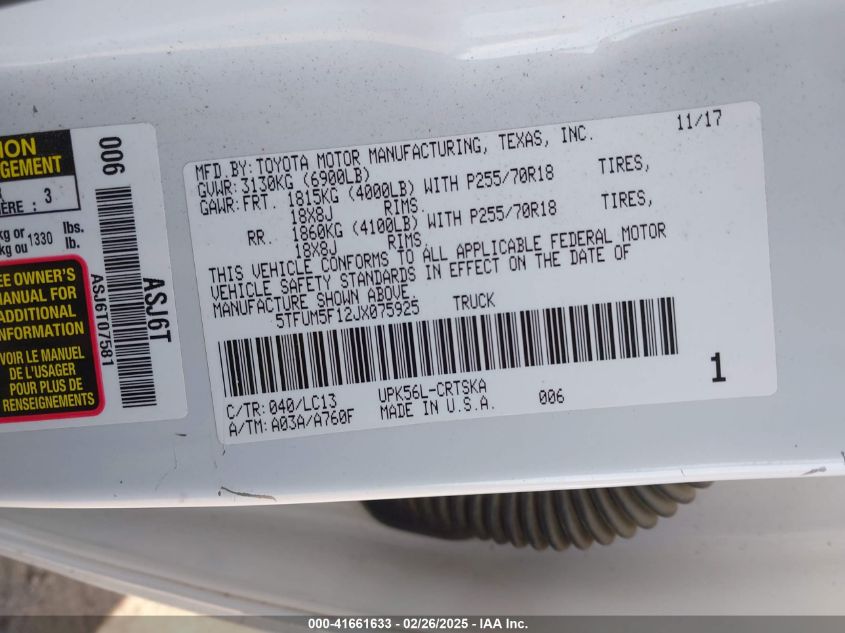 ION
GEMENT
3
ÈRE : 3
kg or 1330 lbs.
kg ou lb.
EE OWNER'S
MANUAL FOR
ADDITIONAL
INFORMATION
VOIR LE MANUEL
DE L'USAGER
POUR PLUS DE
RENSEIGNEMENTS
006
ASJ6T
ASJ6T07581
MFD.BY:TOYOTA MOTOR MANUFACTURING, TEXAS, INC. 11/17
GVWR:3130KG (6900LB)
GAWR:FRT. 1815KG (4000LB) WITH P255/70R18 TIRES,
18X8J RIMS.
RR. 1860KG (4100LB) WITH P255/70R18 TIRES,
18X8J RIMS.
THIS VEHICLE CONFORMS TO ALL APPLICABLE FEDERAL MOTOR
VEHICLE SAFETY STANDARDS IN EFFECT ON THE DATE OF
MANUFACTURE SHOWN ABOVE.
5TFUM5F12JX075925 TRUCK
1
C/TR:040/LC13 UPK56L-CRTSKA
A/TM:A03A/A760F MADE IN U.S.A. 006
000-41661633 / 02/26/2025 - IAA Inc.